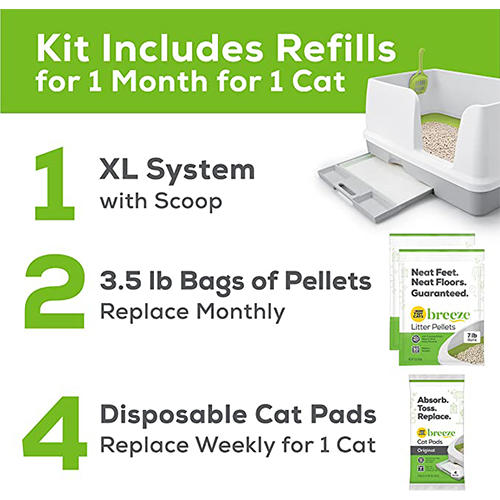 Kit Includes Refills
for 1 Month for 1 Cat
1
XL System
with Scoop
2
3.5 lb Bags of Pellets
Replace Monthly
Neat Feet.
Neat Floors.
Guaranteed.
breeze
Litter Pellets
7 lb
4
Disposable Cat Pads
Replace Weekly for 1 Cat
Absorb.
Toss.
Replace.
breeze
Cat Pads
Original